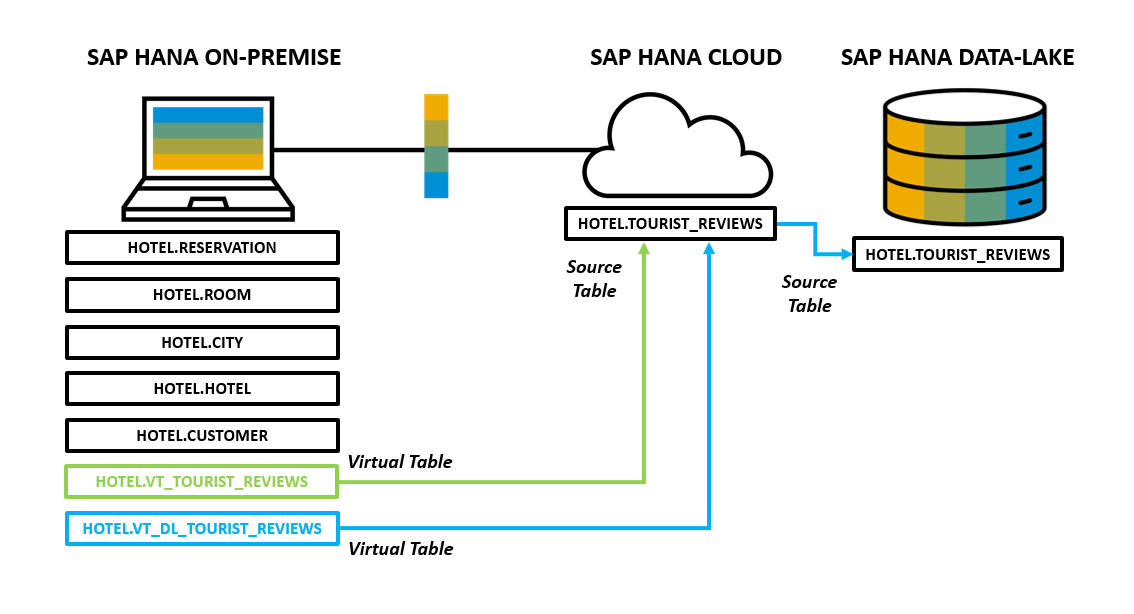 SAP HANA ON-PREMISE
SAP HANA CLOUD
SAP HANA DATA-LAKE
HOTEL.TOURIST_REVIEWS
HOTEL.RESERVATION
HOTEL.TOURIST_REVIEWS
Source
Table
Source
Table
HOTEL.ROOM
HOTEL.CITY
HOTEL.HOTEL
HOTEL.CUSTOMER
Virtual Table
HOTEL.VT_TOURIST_REVIEWS
HOTEL.VT_DL_TOURIST_REVIEWS
Virtual Table